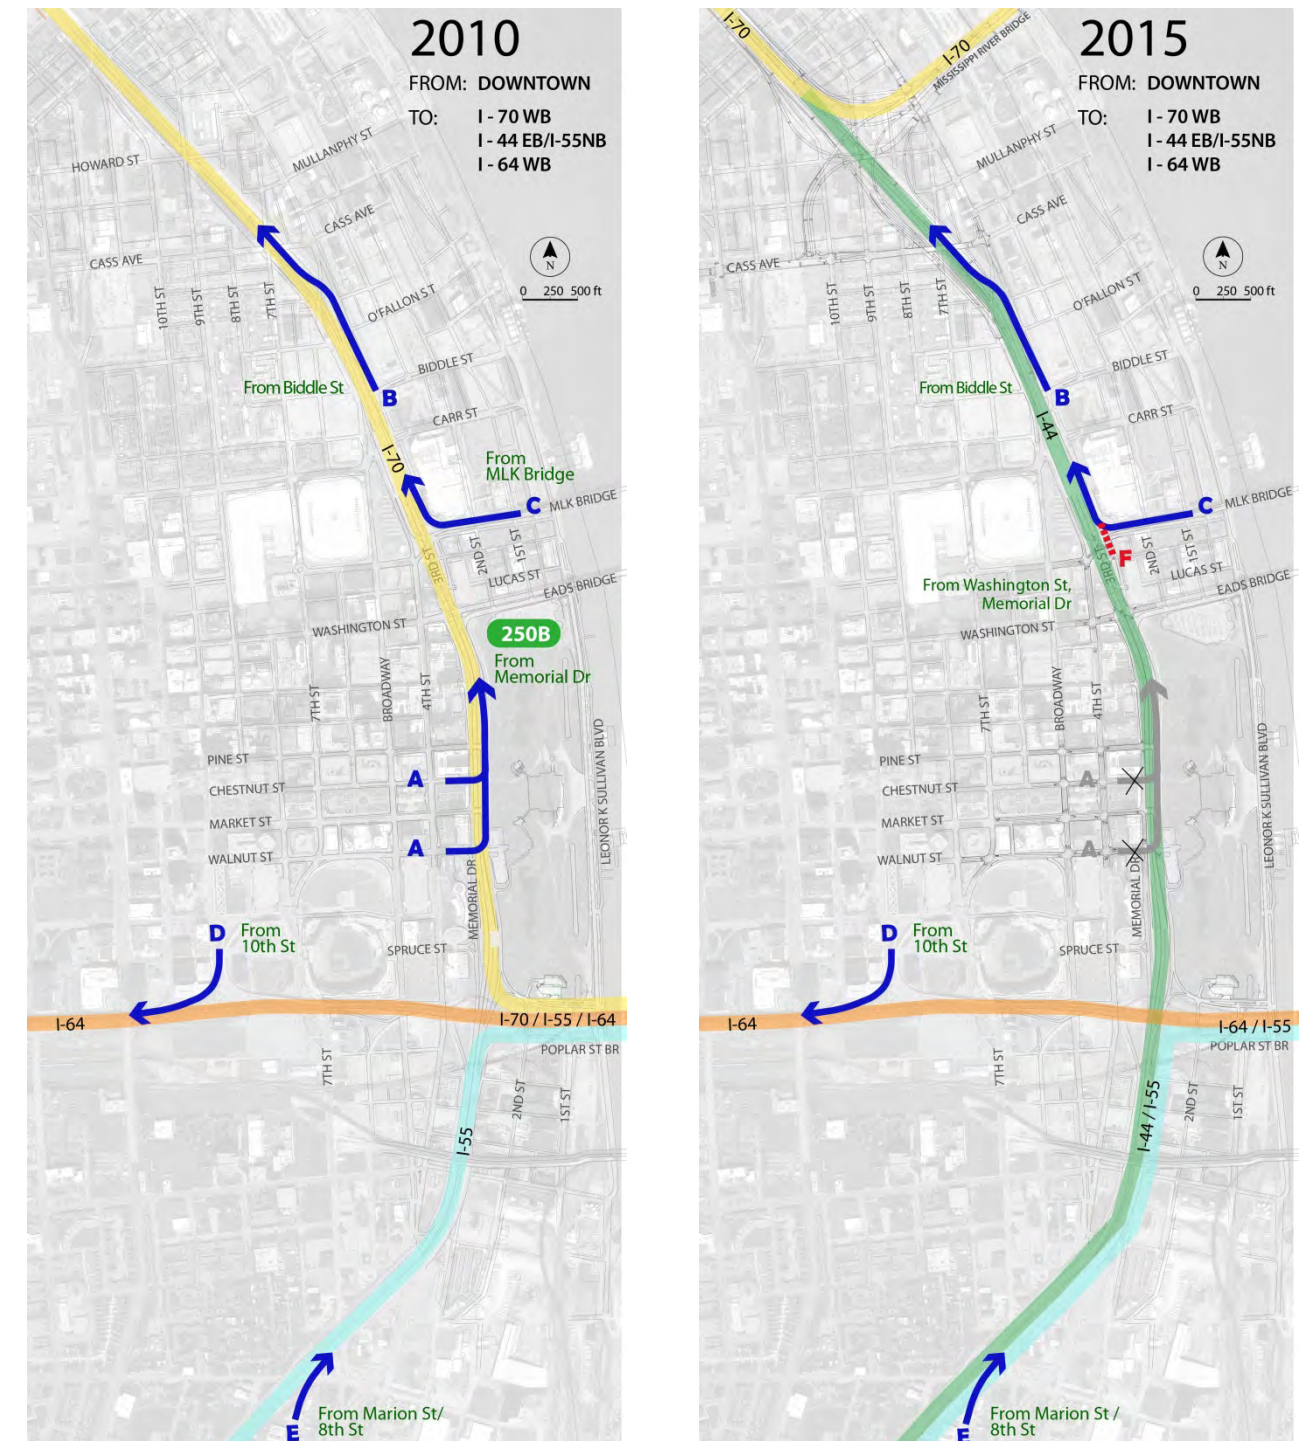 2010
FROM: DOWNTOWN
TO: I - 70 WB
I - 44 EB/I-55NB
I - 64 WB
HOWARD ST
MULLANPHY ST
CASS AVE
CASS AVE
N
0 250 500 ft
10TH ST
9TH ST
8TH ST
7TH ST
O'FALLON ST
BIDDLE ST
From Biddle St
B
CARR ST
I-70
From
MLK Bridge
C
MLK BRIDGE
3RD ST
2ND ST
1ST ST
LUCAS ST
EADS BRIDGE
WASHINGTON ST
250B
From
Memorial Dr
7TH ST
BROADWAY
4TH ST
PINE ST
A
CHESTNUT ST
MARKET ST
A
WALNUT ST
LEONOR K SULLIVAN BLVD
MEMORIAL DR
D
From
10th St
SPRUCE ST
I-64
I-70 / I-55 / I-64
POPLAR ST BR
7TH ST
2ND ST
1ST ST
I-55
From Marion St/
8th St
E
2015
FROM: DOWNTOWN
TO: I - 70 WB
I - 44 EB/I-55NB
I - 64 WB
I-70
I-70
MISSISSIPPI RIVER BRIDGE
MULLANPHY ST
CASS AVE
CASS AVE
N
0 250 500 ft
10TH ST
9TH ST
8TH ST
7TH ST
O'FALLON ST
BIDDLE ST
From Biddle St
B
CARR ST
I-44
C
MLK BRIDGE
3RD ST
F
2ND ST
1ST ST
LUCAS ST
EADS BRIDGE
From Washington St,
Memorial Dr
WASHINGTON ST
7TH ST
BROADWAY
4TH ST
PINE ST
A
CHESTNUT ST
MARKET ST
A
WALNUT ST
LEONOR K SULLIVAN BLVD
MEMORIAL DR
D
From
10th St
SPRUCE ST
I-64
I-64 / I-55
POPLAR ST BR
7TH ST
2ND ST
1ST ST
I-44 / I-55
From Marion St /
8th St
E